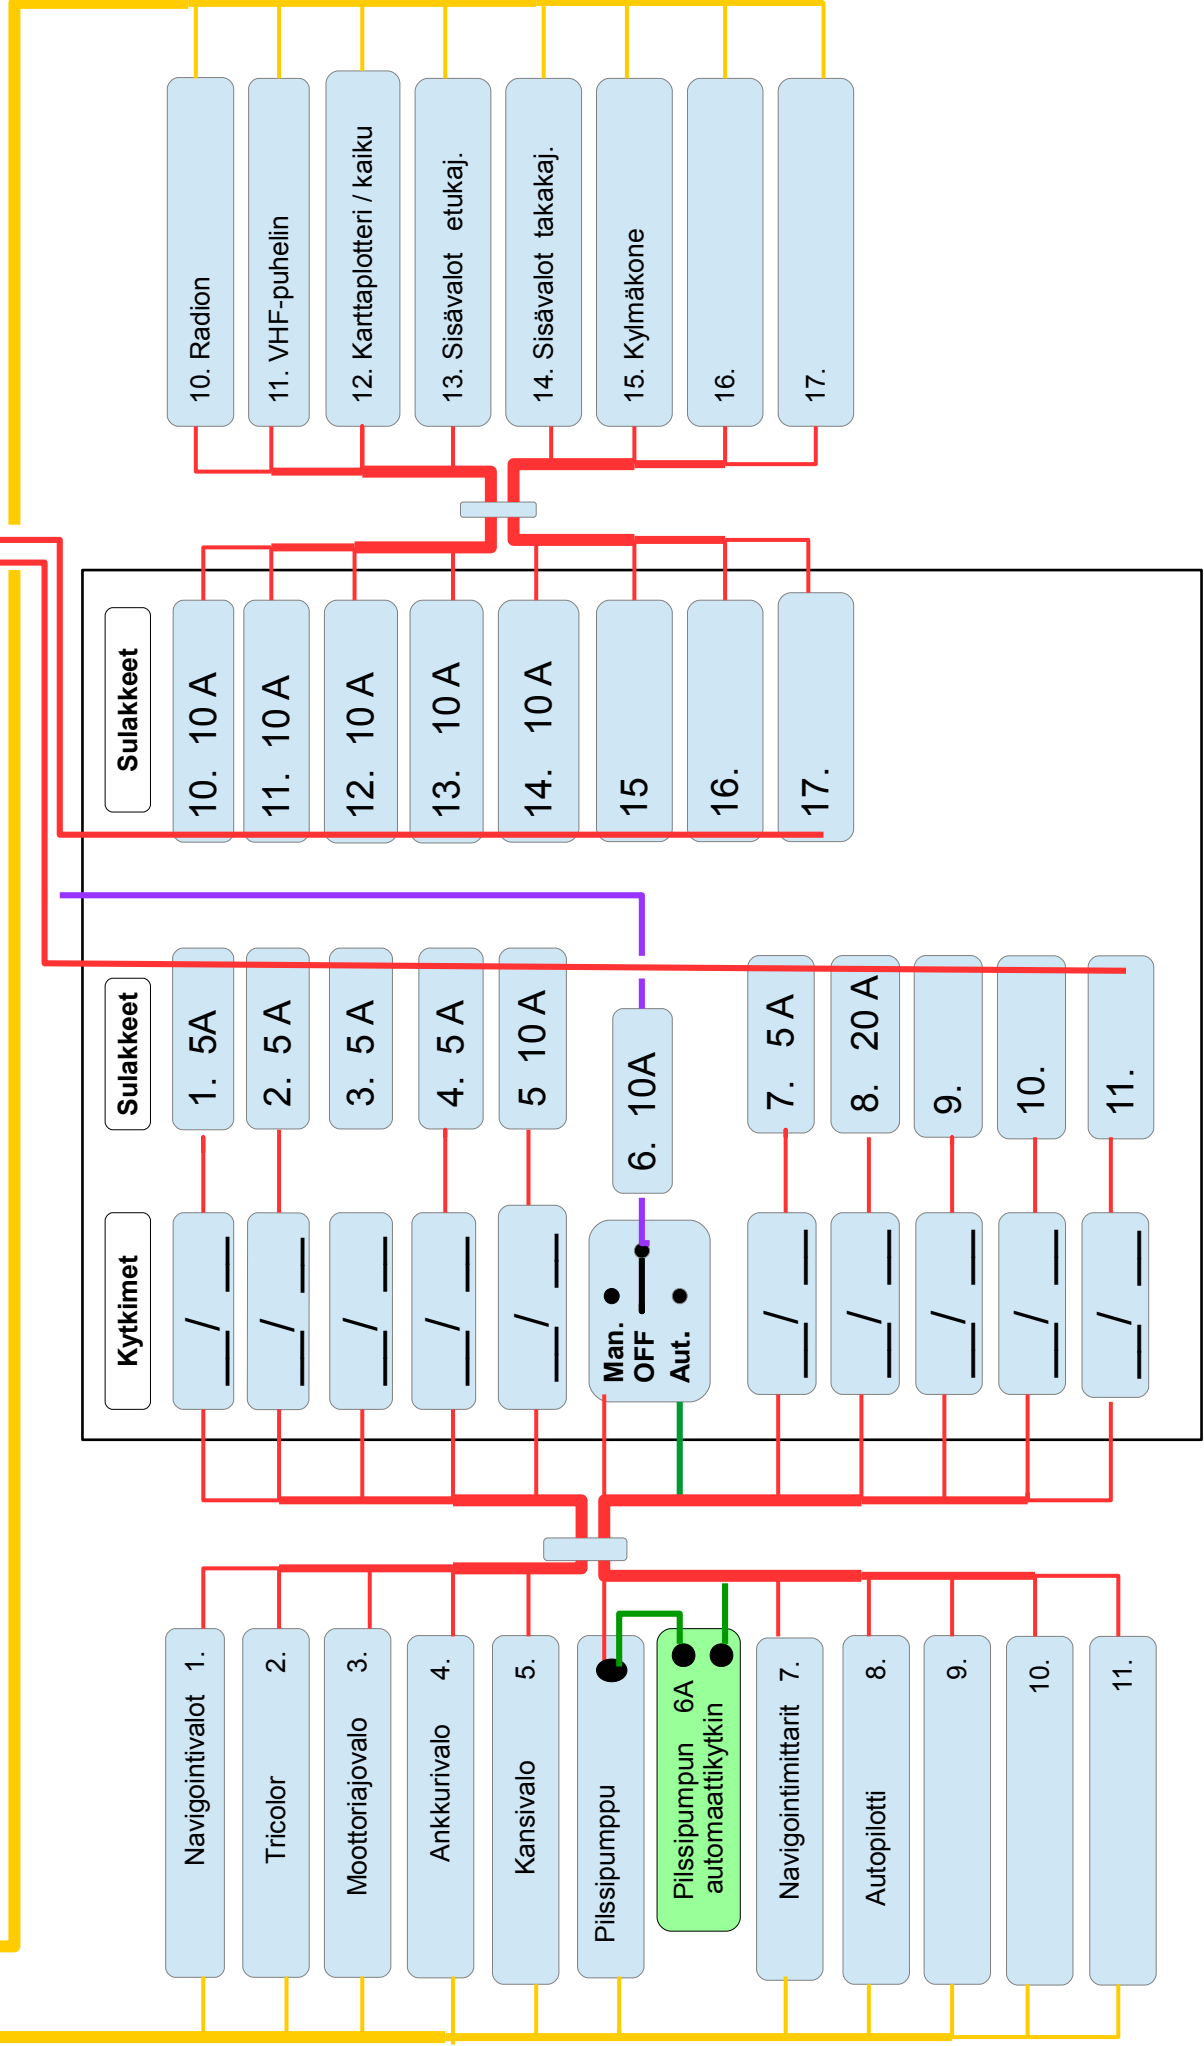 10. Radion
11. VHF-puhelin
12. Karttaplotteri / kaiku
13. Sisävalot etukaj.
14. Sisävalot takakaj.
15. Kylmäkone
16.
17.
Sulakkeet
10. 10 A
11. 10 A
12. 10 A
13. 10 A
14. 10 A
15
16.
17.
Sulakkeet
1. 5A
2. 5 A
3. 5 A
4. 5 A
5 10 A
6. 10A
7. 5 A
8. 20 A
9.
10.
11.
Kytkimet
_/_
_/_
_/_
_/_
_/_
Man.
OFF
Aut.
_/_
_/_
_/_
_/_
_/_
Navigointivalot 1.
Tricolor 2.
Moottoriajovalo 3.
Ankkurivalo 4.
Kansivalo 5.
Pilssipumppu
Pilssipumpun 6A
automaattikytkin
Navigointimittarit 7.
Autopilotti 8.
9.
10.
11.